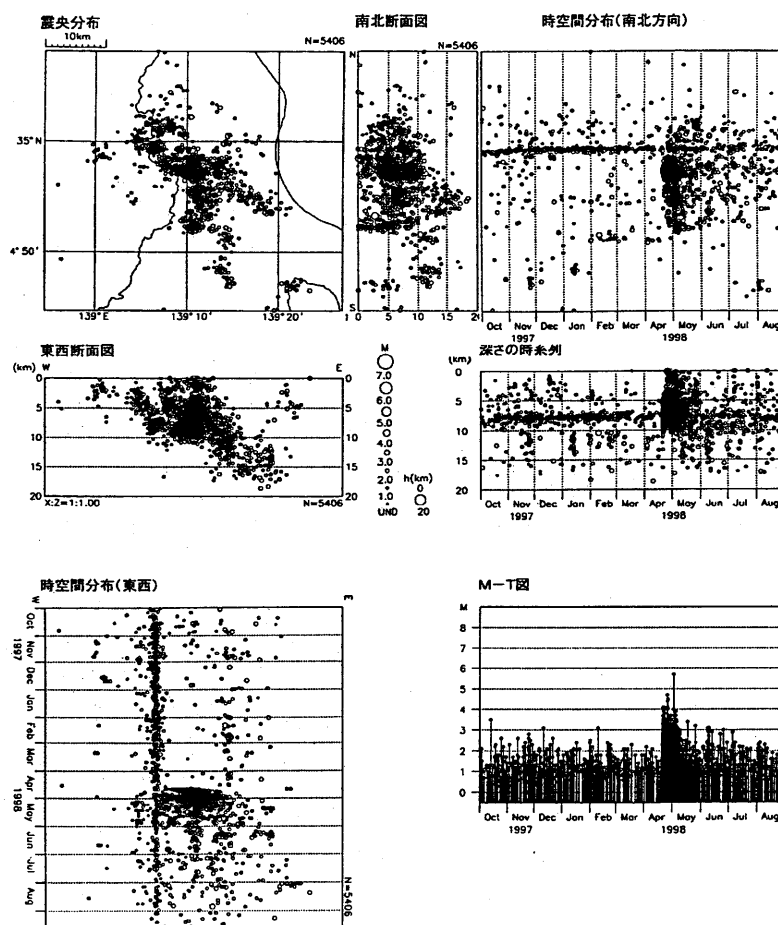 震央分布
10km
N=5406
35°N
4°50'
139°E
139°10'
139°20'
1
南北断面図
N=5406
N
S
0 5 10 15 20
時空間分布(南北方向)
Oct Nov Dec Jan Feb Mar Apr May Jun Jul Aug
1997 1998
東西断面図
(km) W E
0 0
5 5
10 10
15 15
20 20
X:Z=1:1.00 N=5406
M
7.0
6.0
5.0
4.0
3.0
2.0
1.0
UND
h(km)
0
20
深さの時系列
(km)
0
5
10
15
20
Oct Nov Dec Jan Feb Mar Apr May Jun Jul Aug
1997 1998
時空間分布(東西)
W E
Oct
Nov
1997
Dec
Jan
Feb
Mar
Apr
1998
May
Jun
Jul
Aug
N=5406
M－T図
M
8
7
6
5
4
3
2
1
0
Oct Nov Dec Jan Feb Mar Apr May Jun Jul Aug
1997 1998